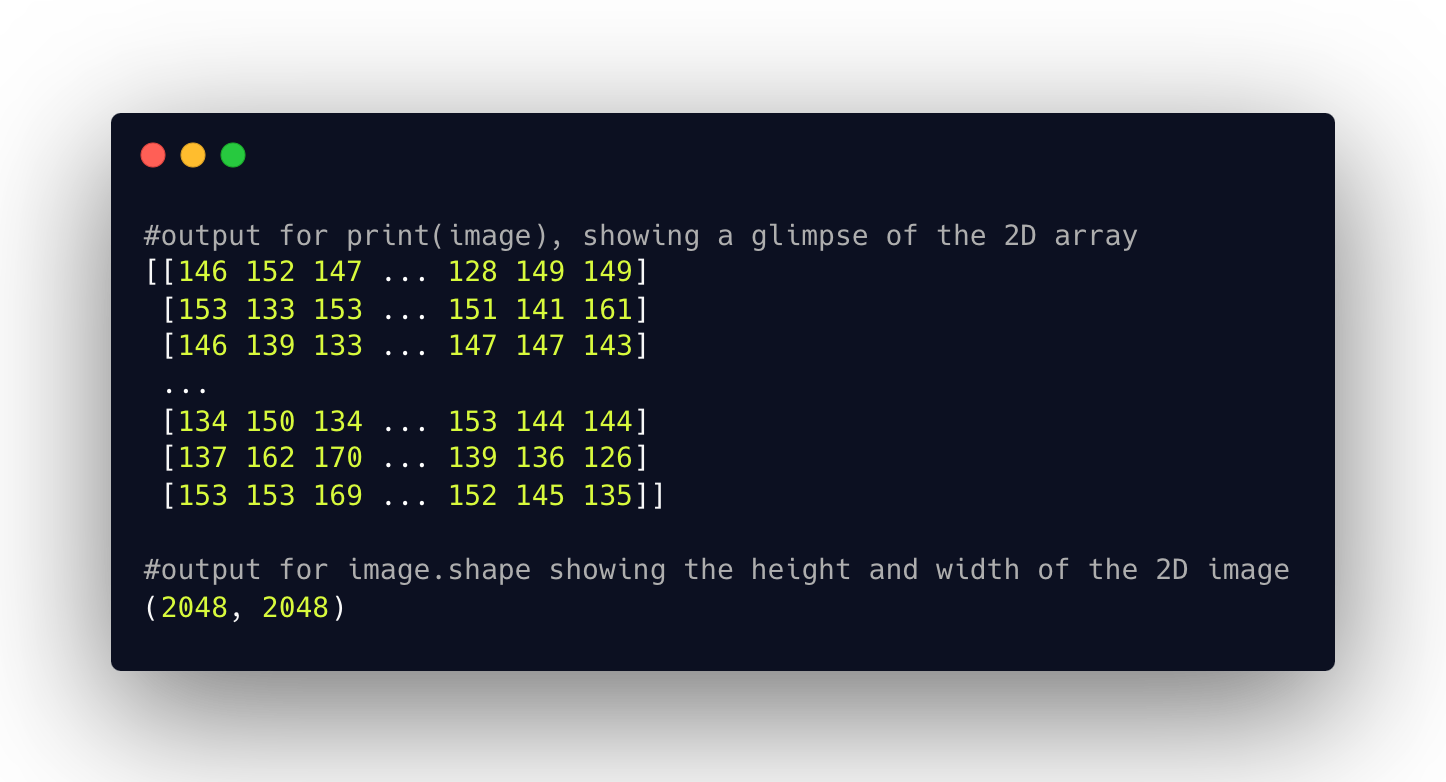 #output for print(image), showing a glimpse of the 2D array
[[146 152 147 ... 128 149 149]
 [153 133 153 ... 151 141 161]
 [146 139 133 ... 147 147 143]
 ...
 [134 150 134 ... 153 144 144]
 [137 162 170 ... 139 136 126]
 [153 153 169 ... 152 145 135]]
#output for image.shape showing the height and width of the 2D image
(2048, 2048)